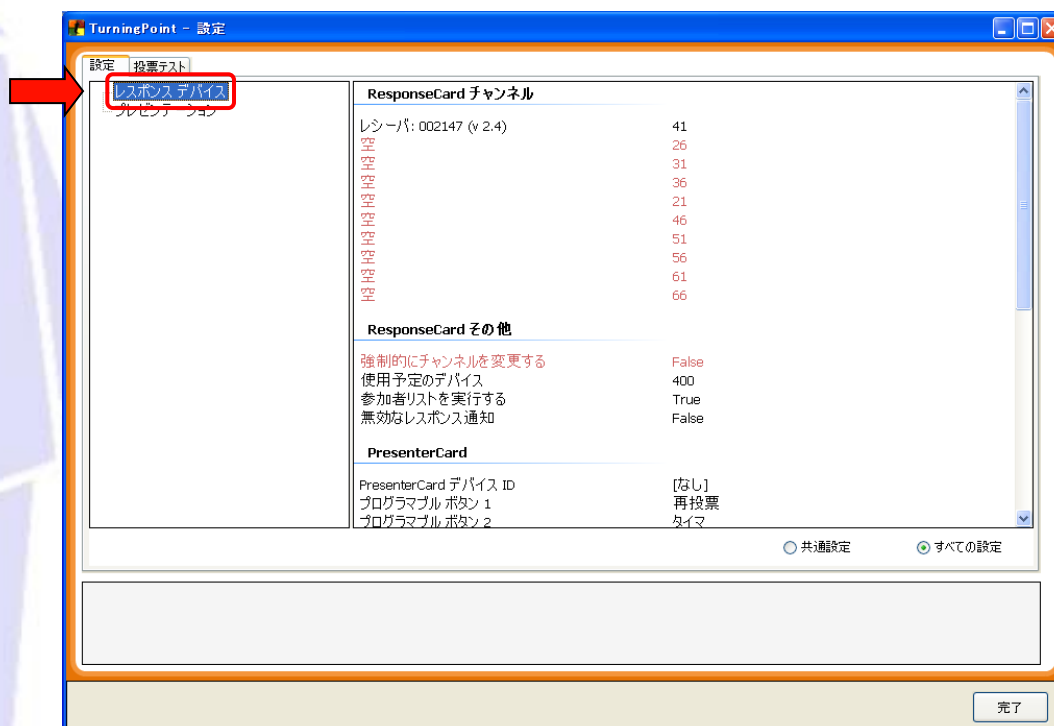 TurningPoint - 設定
設定 投票テスト
レスポンス デバイス
プレゼンテーション
ResponseCard チャンネル
レシーバ: 002147 (v 2.4) 41
空 26
空 31
空 36
空 21
空 46
空 51
空 56
空 61
空 66
ResponseCard その他
強制的にチャンネルを変更する False
使用予定のデバイス 400
参加者リストを実行する True
無効なレスポンス通知 False
PresenterCard
PresenterCard デバイス ID [なし]
プログラマブル ボタン 1 再投票
プログラマブル ボタン 2 タイマ
共通設定 すべての設定
完了